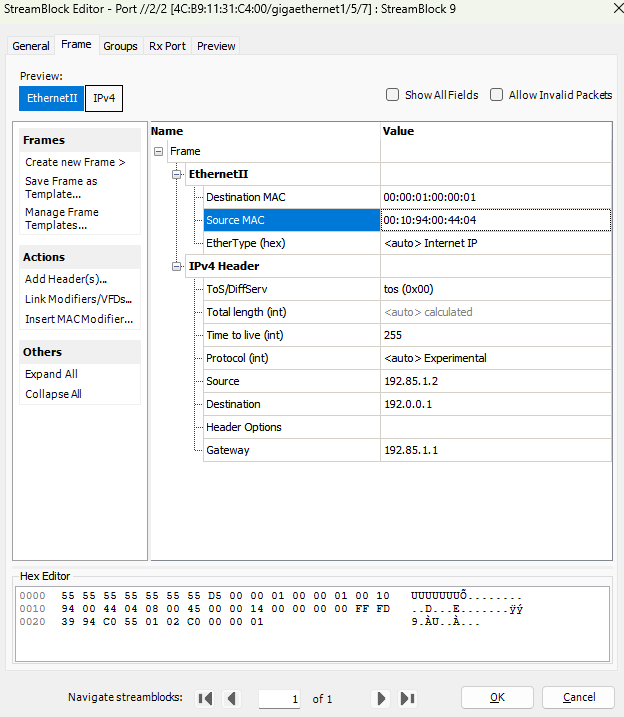 StreamBlock Editor - Port //2/2 [4C:B9:11:31:C4:00/gigaethernet1/5/7] : StreamBlock 9
General Frame Groups Rx Port Preview
Preview:
EthernetII IPv4
Show All Fields Allow Invalid Packets
Frames
Create new Frame >
Save Frame as
Template...
Manage Frame
Templates...
Actions
Add Header(s)...
Link Modifiers/VFDs...
Insert MAC Modifier...
Others
Expand All
Collapse All
Name Value
Frame
EthernetII
Destination MAC 00:00:01:00:00:01
Source MAC 00:10:94:00:44:04
EtherType (hex) <auto> Internet IP
IPv4 Header
ToS/DiffServ tos (0x00)
Total length (int) <auto> calculated
Time to live (int) 255
Protocol (int) <auto> Experimental
Source 192.85.1.2
Destination 192.0.0.1
Header Options
Gateway 192.85.1.1
Hex Editor
0000 55 55 55 55 55 55 55 D5 00 00 01 00 00 01 00 10 UUUUUUUÕ........
0010 94 00 44 04 08 00 45 00 00 14 00 00 00 00 FF FD ..D...E.......ÿý
0020 39 94 C0 55 01 02 C0 00 00 01 9.ÀU..À...
Navigate streamblocks: 1 of 1
OK Cancel